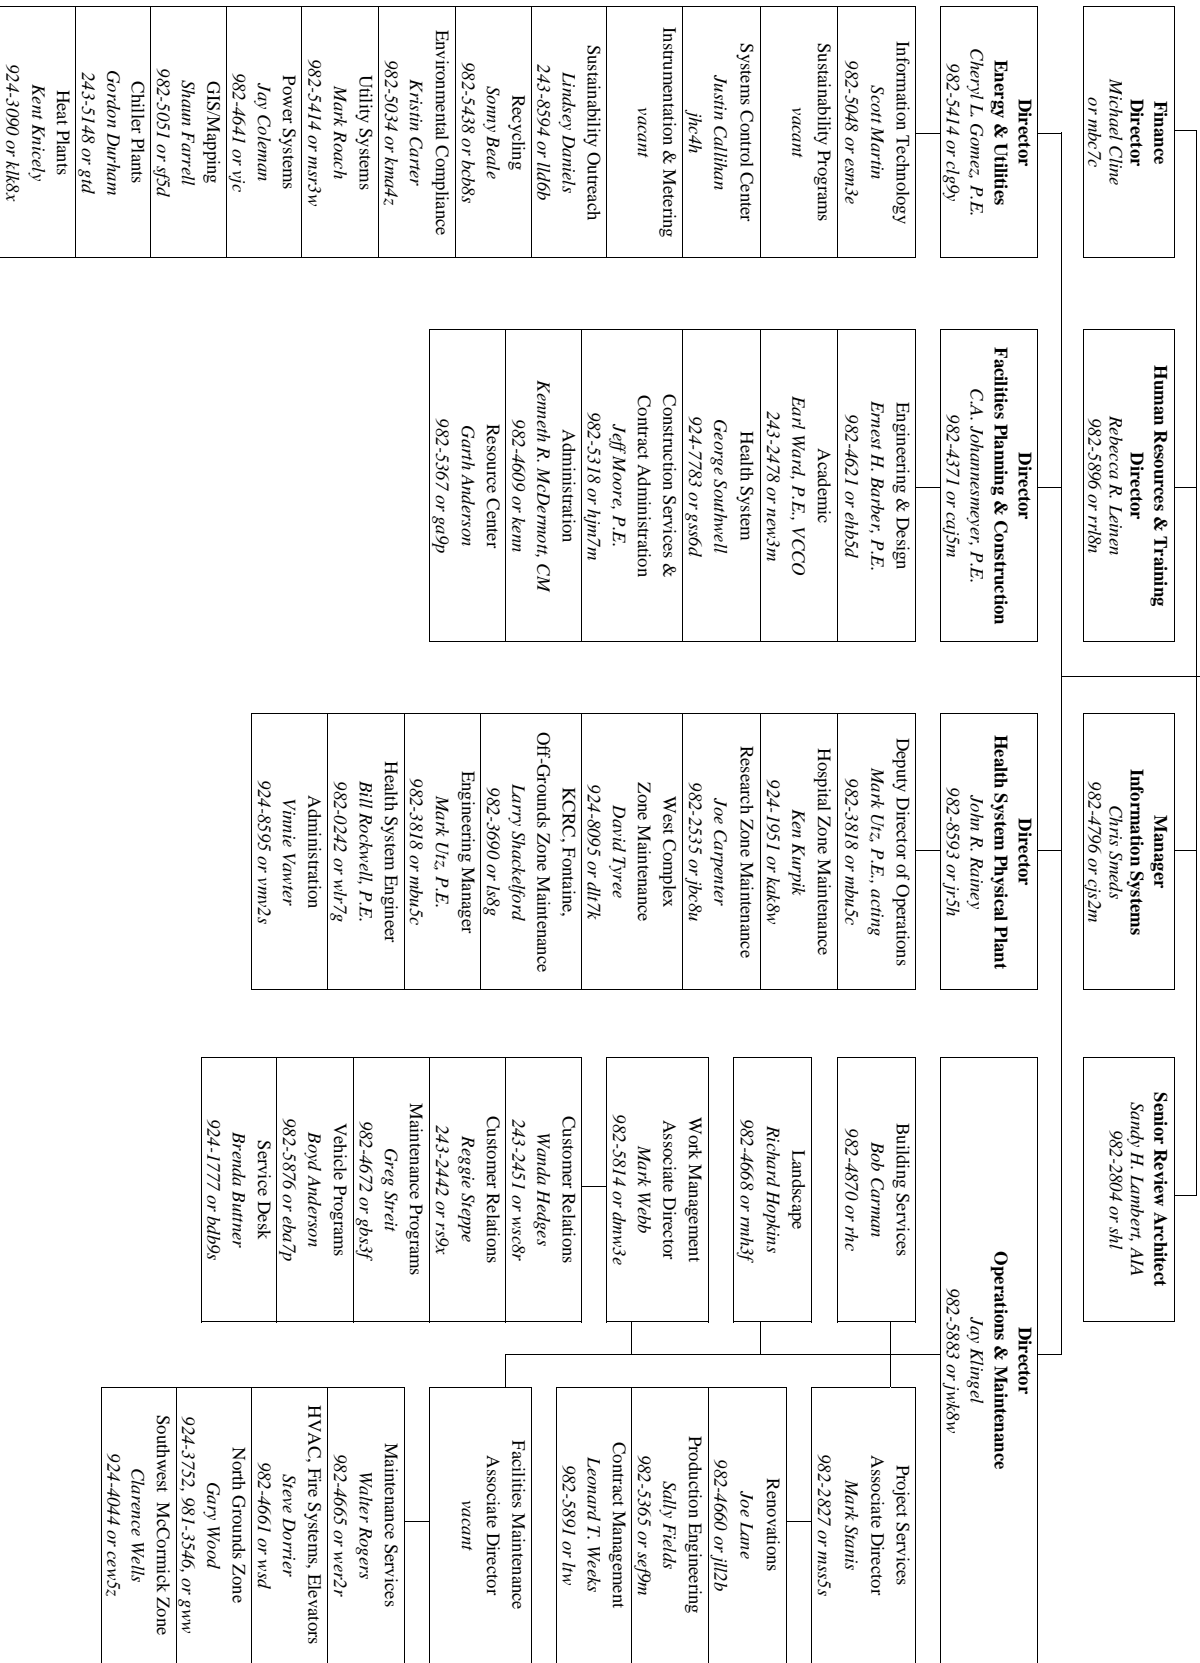 Finance
Director
Michael Cline
or mbc7c
Human Resources & Training
Director
Rebecca R. Leinen
982-5896 or rrl8n
Manager
Information Systems
Chris Smeds
982-4796 or cjs2m
Senior Review Architect
Sandy H. Lambert, AIA
982-2804 or shl
Director
Energy & Utilities
Cheryl L. Gomez, P.E.
982-5414 or clg9y
Information Technology
Scott Martin
982-5048 or esm3e
Sustainability Programs
vacant
Systems Control Center
Justin Callihan
jhc4h
Instrumentation & Metering
vacant
Sustainability Outreach
Lindsey Daniels
243-8594 or lld6b
Recycling
Sonny Beale
982-5438 or bcb8s
Environmental Compliance
Kristin Carter
982-5034 or kma4z
Utility Systems
Mark Roach
982-5414 or msr3w
Power Systems
Jay Coleman
982-4641 or vjc
GIS/Mapping
Shaun Farrell
982-5051 or sf5d
Chiller Plants
Gordon Durham
243-5148 or gtd
Heat Plants
Kent Knicely
924-3090 or klk8x
Director
Facilities Planning & Construction
C.A. Johannesmeyer, P.E.
982-4371 or caj5m
Engineering & Design
Ernest H. Barber, P.E.
982-4621 or ehb5d
Academic
Earl Ward, P.E., VCCO
243-2478 or new3m
Health System
George Southwell
924-7783 or gss6d
Construction Services &
Contract Administration
Jeff Moore, P.E.
982-5318 or hjm7m
Administration
Kenneth R. McDermott, CM
982-4609 or kenn
Resource Center
Garth Anderson
982-5367 or ga9p
Director
Health System Physical Plant
John R. Rainey
982-8593 or jr5h
Deputy Director of Operations
Mark Utz, P.E., acting
982-3818 or mbu5c
Hospital Zone Maintenance
Ken Kurpik
924-1951 or kak8w
Research Zone Maintenance
Joe Carpenter
982-2535 or jbc8u
West Complex
Zone Maintenance
David Tyree
924-8095 or dlt7k
KCRC, Fontaine,
Off-Grounds Zone Maintenance
Larry Shackelford
982-3690 or ls8g
Engineering Manager
Mark Utz, P.E.
982-3818 or mbu5c
Health System Engineer
Bill Rockwell, P.E.
982-0242 or wlr7g
Administration
Vinnie Vawter
924-8595 or vmv2s
Director
Operations & Maintenance
Jay Klingel
982-5883 or jwk8w
Building Services
Bob Carman
982-4870 or rhc
Landscape
Richard Hopkins
982-4668 or rmh3f
Work Management
Associate Director
Mark Webb
982-5814 or dmw3e
Customer Relations
Wanda Hedges
243-2451 or wsc8r
Customer Relations
Reggie Steppe
243-2442 or rs9x
Maintenance Programs
Greg Streit
982-4672 or gbs3f
Vehicle Programs
Boyd Anderson
982-5876 or eba7p
Service Desk
Brenda Buttner
924-1777 or bdb9s
Project Services
Associate Director
Mark Stanis
982-2827 or mss5s
Renovations
Joe Lane
982-4660 or jll2b
Production Engineering
Sally Fields
982-5365 or sef9m
Contract Management
Leonard T. Weeks
982-5891 or ltw
Facilities Maintenance
Associate Director
vacant
Maintenance Services
Walter Rogers
982-4665 or wer2r
HVAC, Fire Systems, Elevators
Steve Dorrier
982-4661 or wsd
North Grounds Zone
Gary Wood
924-3752, 981-3546, or gww
Southwest McCormick Zone
Clarence Wells
924-4044 or cew5z